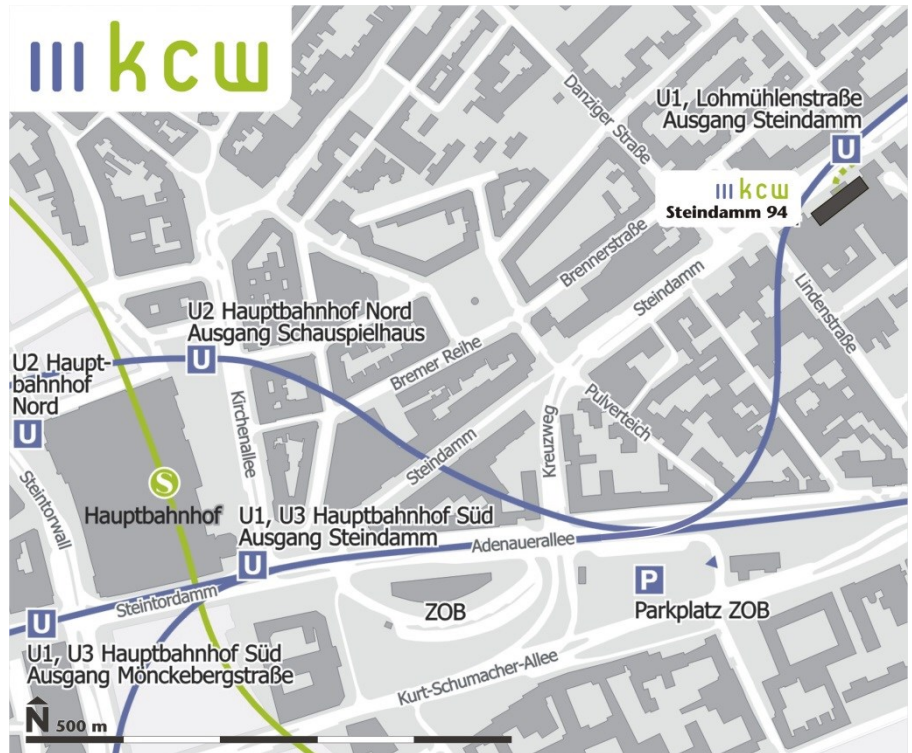 kcw
Danziger Straße
U1, Lohmühlenstraße
Ausgang Steindamm
U
kcw
Steindamm 94
Brennerstraße
Steindamm
Lindenstraße
U2 Hauptbahnhof Nord
Ausgang Schauspielhaus
U
U2 Haupt-
bahnhof
Nord
U
Bremer Reihe
Kirchenallee
Pulverteich
Kreuzweg
Steindamm
Steintorwall
S
Hauptbahnhof
U1, U3 Hauptbahnhof Süd
Ausgang Steindamm
U
Adenauerallee
Steintordamm
P
Parkplatz ZOB
ZOB
U
U1, U3 Hauptbahnhof Süd
Ausgang Mönckebergstraße
Kurt-Schumacher-Allee
N 500 m